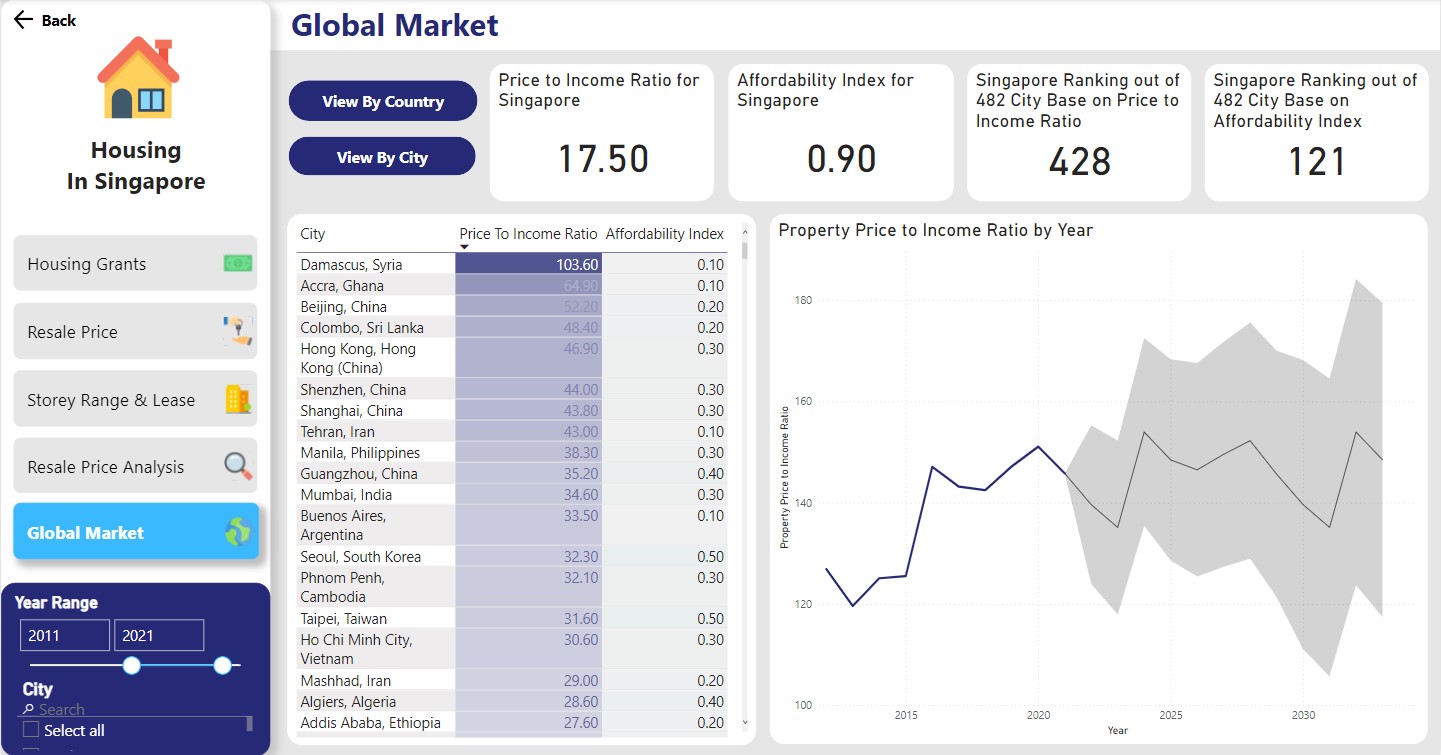 Back
Housing
In Singapore
Housing Grants
Resale Price
Storey Range & Lease
Resale Price Analysis
Global Market
Year Range
2011 2021
City
Search
Select all
Global Market
View By Country
View By City
Price to Income Ratio for
Singapore
17.50
Affordability Index for
Singapore
0.90
Singapore Ranking out of
482 City Base on Price to
Income Ratio
428
Singapore Ranking out of
482 City Base on
Affordability Index
121
City Price To Income Ratio Affordability Index
Damascus, Syria 103.60 0.10
Accra, Ghana 64.90 0.10
Beijing, China 52.20 0.20
Colombo, Sri Lanka 48.40 0.20
Hong Kong, Hong 46.90 0.30
Kong (China)
Shenzhen, China 44.00 0.30
Shanghai, China 43.80 0.30
Tehran, Iran 43.00 0.10
Manila, Philippines 38.30 0.30
Guangzhou, China 35.20 0.40
Mumbai, India 34.60 0.30
Buenos Aires, 33.50 0.10
Argentina
Seoul, South Korea 32.30 0.50
Phnom Penh, 32.10 0.30
Cambodia
Taipei, Taiwan 31.60 0.50
Ho Chi Minh City, 30.60 0.30
Vietnam
Mashhad, Iran 29.00 0.20
Algiers, Algeria 28.60 0.40
Addis Ababa, Ethiopia 27.60 0.20
Property Price to Income Ratio by Year
Property Price to Income Ratio
180
160
140
120
100
2015 2020 2025 2030
Year